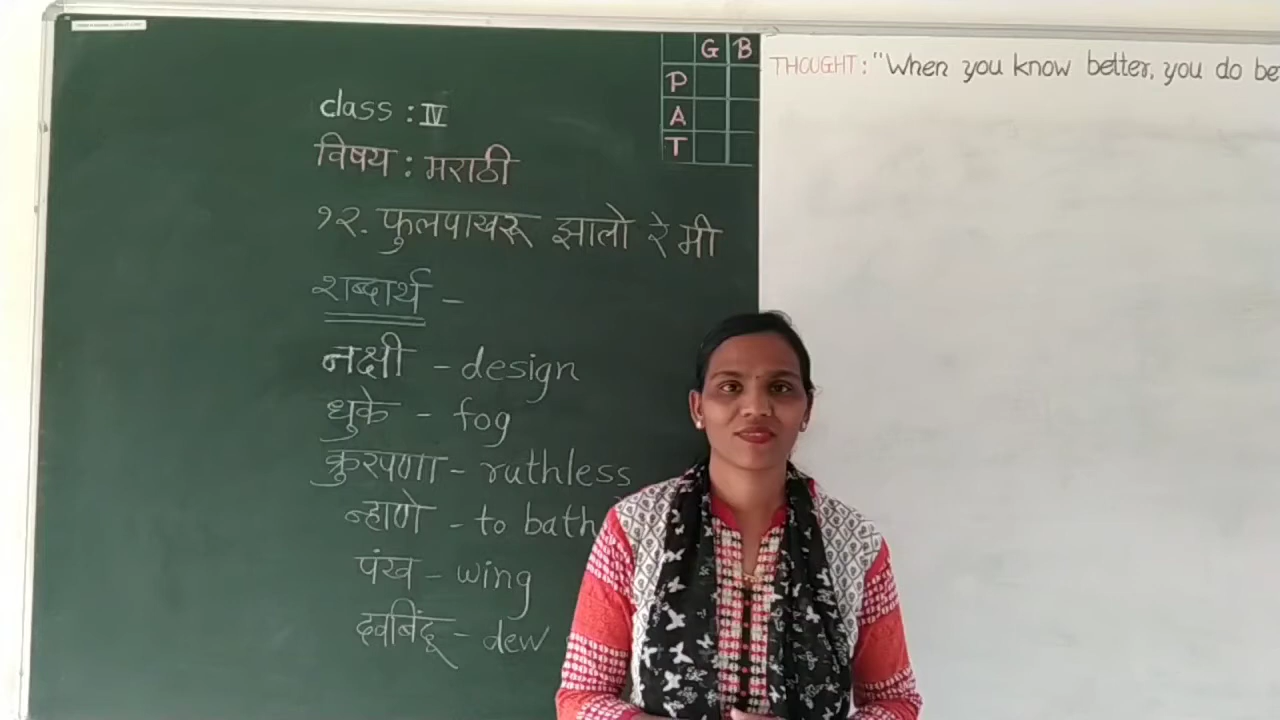 class : IV
विषय : मराठी
१२. फुलपाखरू झालो रे मी
शब्दार्थ -
नक्षी - design
धुके - fog
क्रुरपणा - ruthless
न्हाणे - to bath
पंख - wing
दवबिंदू - dew
G B
P
A
T
THOUGHT : "When you know better, you do be